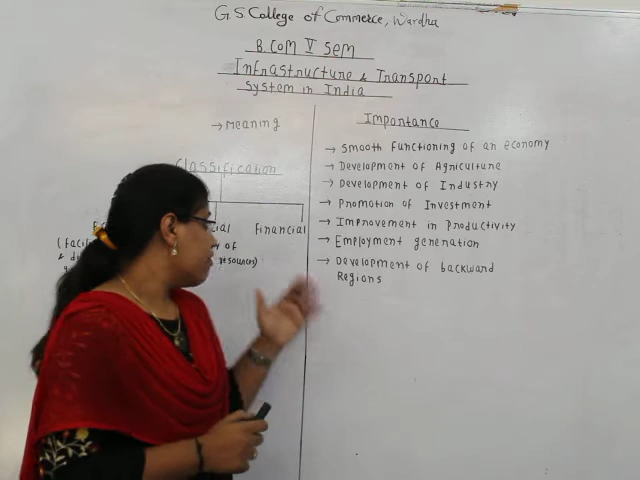 G S College of Commerce, Wardha
B.Com V Sem
Infrastructure & Transport
System in India
→ Meaning
Classification
Financial
Importance
→ Smooth Functioning of an economy
→ Development of Agriculture
→ Development of Industry
→ Promotion of Investment
→ Improvement in Productivity
→ Employment generation
→ Development of backward
Regions